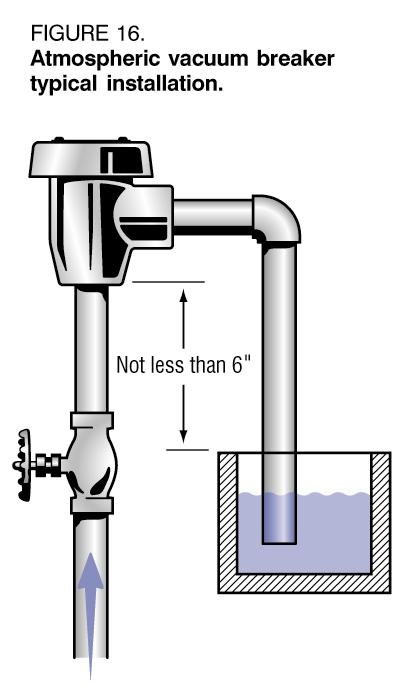 FIGURE 16.
Atmospheric vacuum breaker
typical installation.
Not less than 6"